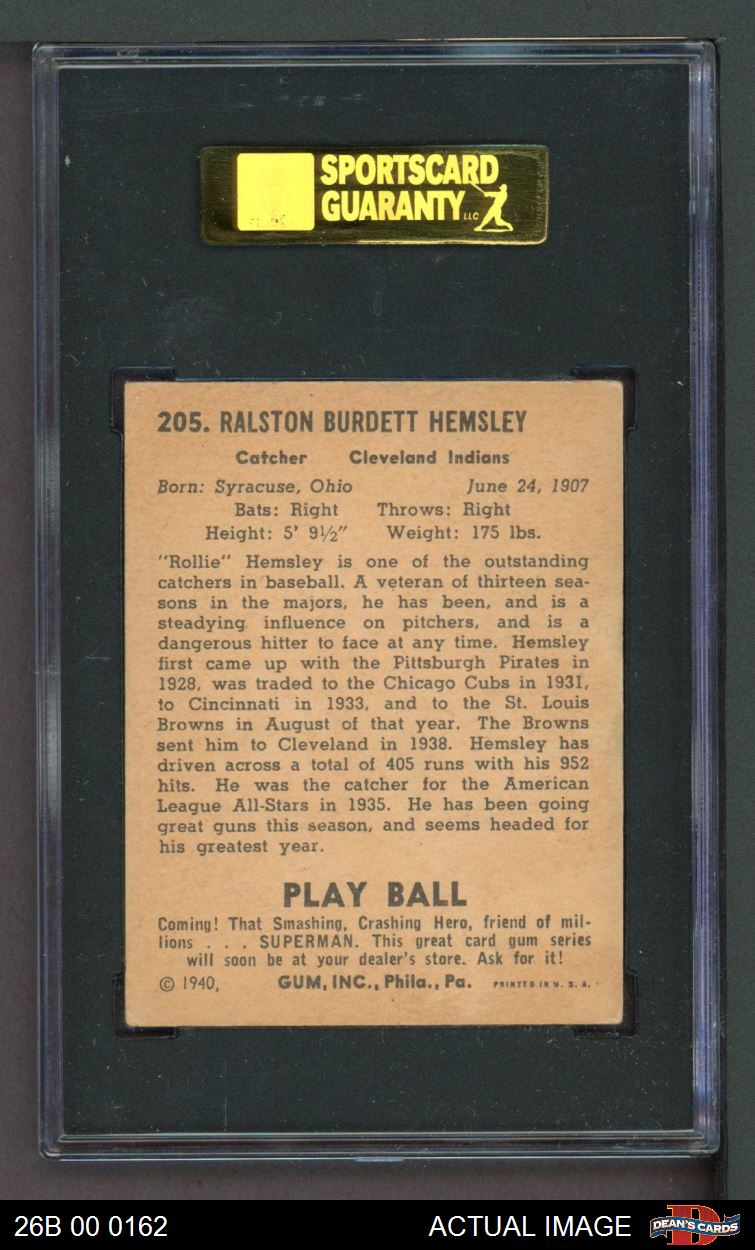 SPORTSCARD
GUARANTY LLC
205. RALSTON BURDETT HEMSLEY
Catcher Cleveland Indians
Born: Syracuse, Ohio June 24, 1907
Bats: Right Throws: Right
Height: 5' 9½" Weight: 175 lbs.
"Rollie" Hemsley is one of the outstanding
catchers in baseball. A veteran of thirteen sea-
sons in the majors, he has been, and is a
steadying influence on pitchers, and is a
dangerous hitter to face at any time. Hemsley
first came up with the Pittsburgh Pirates in
1928, was traded to the Chicago Cubs in 1931,
to Cincinnati in 1933, and to the St. Louis
Browns in August of that year. The Browns
sent him to Cleveland in 1938. Hemsley has
driven across a total of 405 runs with his 952
hits. He was the catcher for the American
League All-Stars in 1935. He has been going
great guns this season, and seems headed for
his greatest year.
PLAY BALL
Coming! That Smashing, Crashing Hero, friend of mil-
lions . . . SUPERMAN. This great card gum series
will soon be at your dealer's store. Ask for it!
© 1940, GUM, INC., Phila., Pa. PRINTED IN U. S. A.
26B 00 0162 ACTUAL IMAGE DEAN'S CARDS